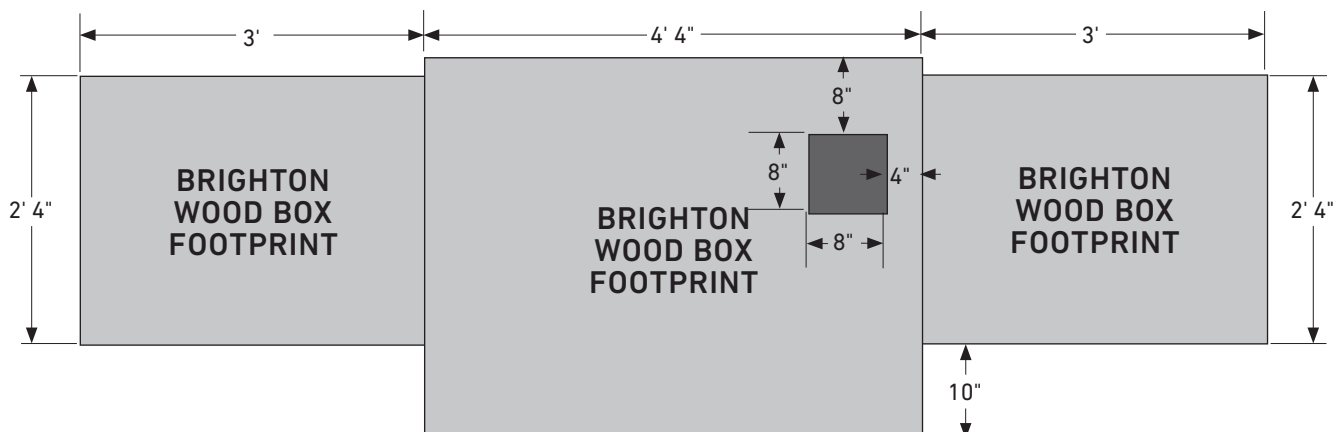 3'
4' 4"
3'
8"
2' 4"
BRIGHTON
WOOD BOX
FOOTPRINT
8"
4"
BRIGHTON
WOOD BOX
FOOTPRINT
8"
BRIGHTON
WOOD BOX
FOOTPRINT
2' 4"
10"